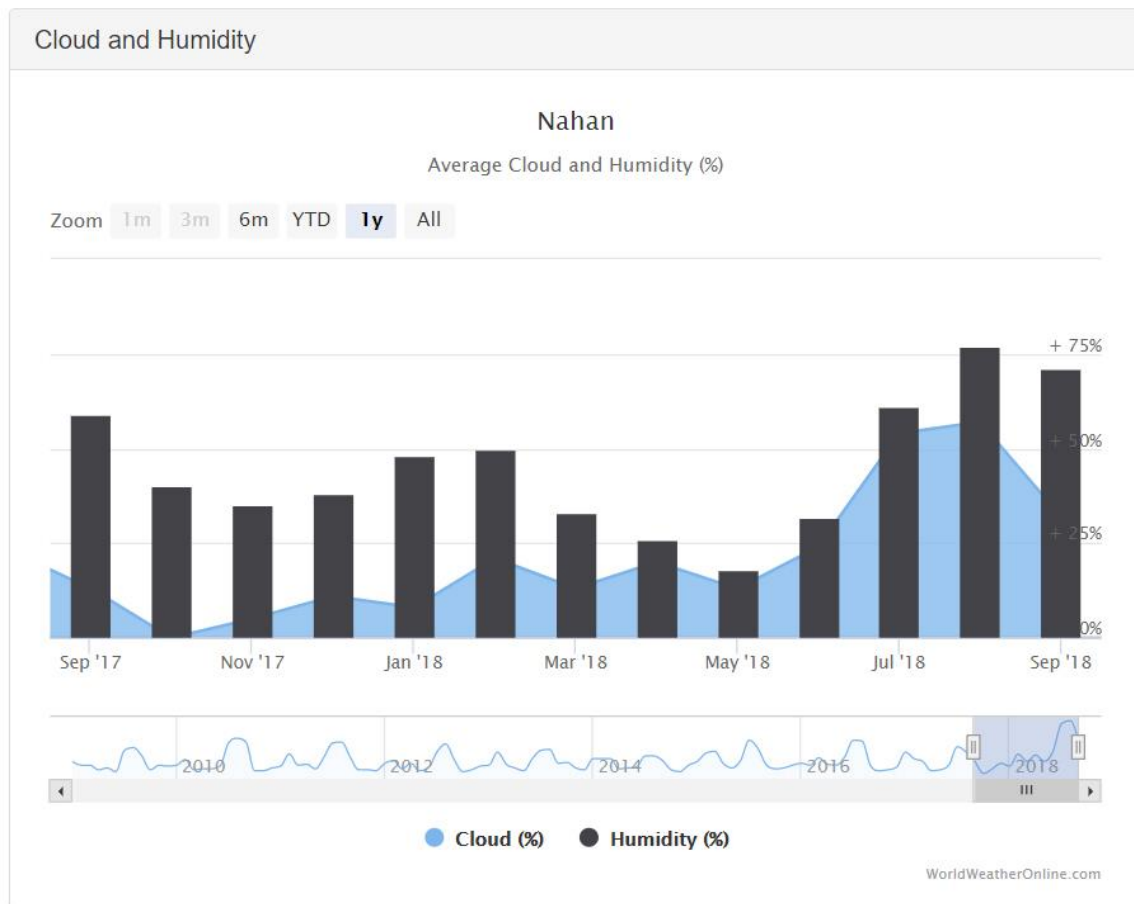 Cloud and Humidity
Nahan
Average Cloud and Humidity (%)
Zoom 1m 3m 6m YTD 1y All
+ 75%
+ 50%
+ 25%
0%
Sep '17 Nov '17 Jan '18 Mar '18 May '18 Jul '18 Sep '18
2010 2012 2014 2016 2018
Cloud (%) Humidity (%)
WorldWeatherOnline.com